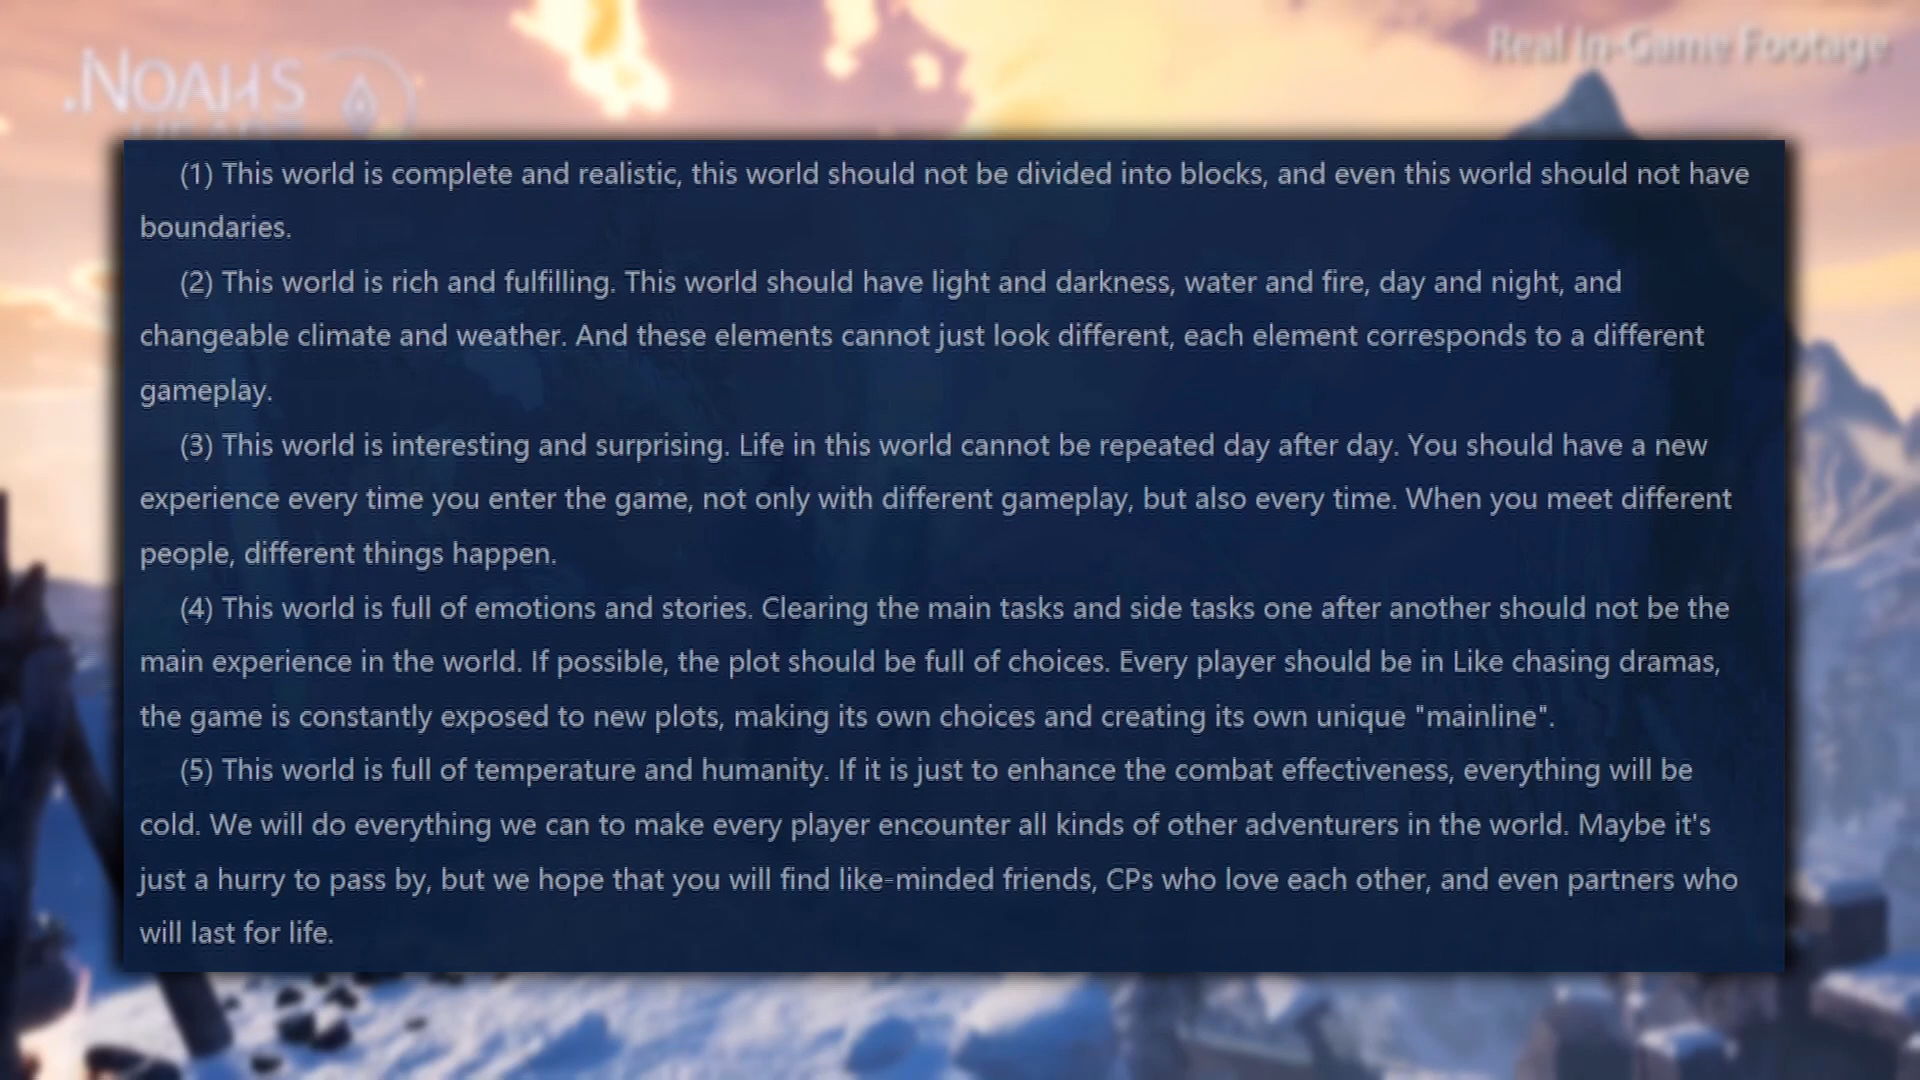 Real In-Game Footage
NOAH'S
(1) This world is complete and realistic, this world should not be divided into blocks, and even this world should not have
boundaries.
(2) This world is rich and fulfilling. This world should have light and darkness, water and fire, day and night, and
changeable climate and weather. And these elements cannot just look different, each element corresponds to a different
gameplay.
(3) This world is interesting and surprising. Life in this world cannot be repeated day after day. You should have a new
experience every time you enter the game, not only with different gameplay, but also every time. When you meet different
people, different things happen.
(4) This world is full of emotions and stories. Clearing the main tasks and side tasks one after another should not be the
main experience in the world. If possible, the plot should be full of choices. Every player should be in Like chasing dramas,
the game is constantly exposed to new plots, making its own choices and creating its own unique "mainline".
(5) This world is full of temperature and humanity. If it is just to enhance the combat effectiveness, everything will be
cold. We will do everything we can to make every player encounter all kinds of other adventurers in the world. Maybe it's
just a hurry to pass by, but we hope that you will find like-minded friends, CPs who love each other, and even partners who
will last for life.